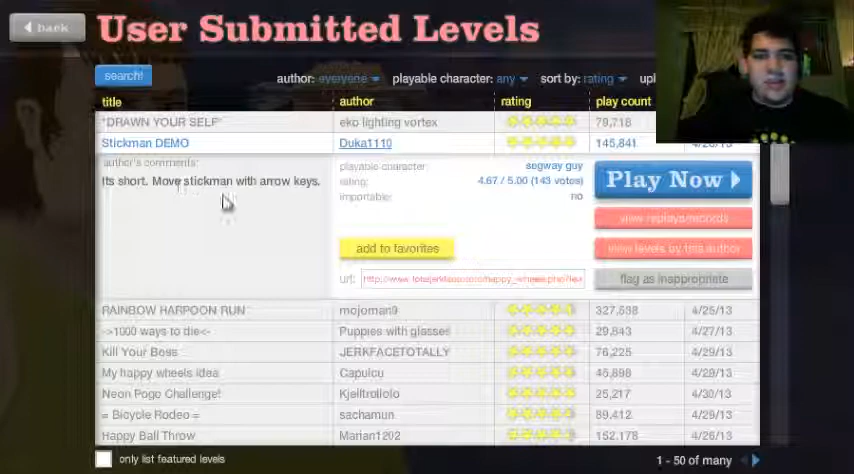 back
User Submitted Levels
search!
author: everyone playable character: any sort by: rating upl
title author rating play count
"DRAWN YOUR SELF" eko lighting vortex 79,718
Stickman DEMO Duka1110 145,841 4/28/13
author's comments:
Its short. Move stickman with arrow keys.
playable character: segway guy
rating: 4.67 / 5.00 (143 votes)
importable: no
Play Now
view replays/records
add to favorites
view levels by this author
url:
flag as inappropriate
RAINBOW HARPOON RUN mojoman9 327,538 4/25/13
->1000 ways to die<- Puppies with glasses 29,843 4/27/13
Kill Your Boss JERKFACETOTALLY 76,225 4/29/13
My happy wheels idea Capulcu 45,898 4/29/13
Neon Pogo Challenge! Kjelltrollolo 25,217 4/30/13
= Bicycle Rodeo = sachamun 89,412 4/29/13
Happy Ball Throw Marian1202 152,178 4/26/13
only list featured levels
1 - 50 of many